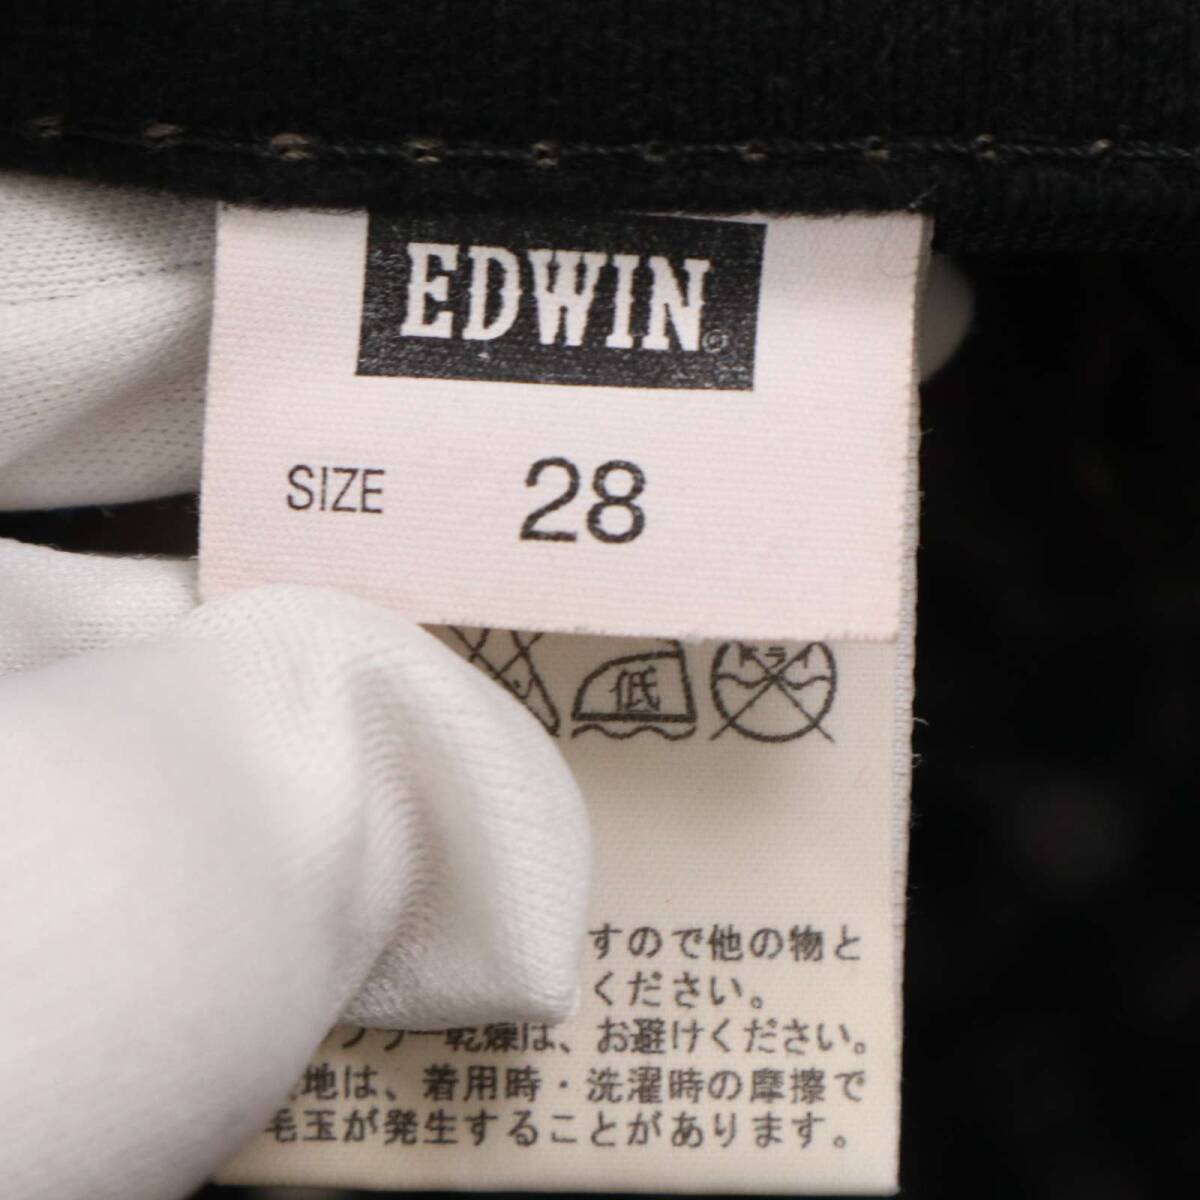 EDWIN®
SIZE 28
低 ドライ
すので他の物と
ください。
ラー乾燥は、お避けください。
地は、着用時・洗濯時の摩擦で
毛玉が発生することがあります。